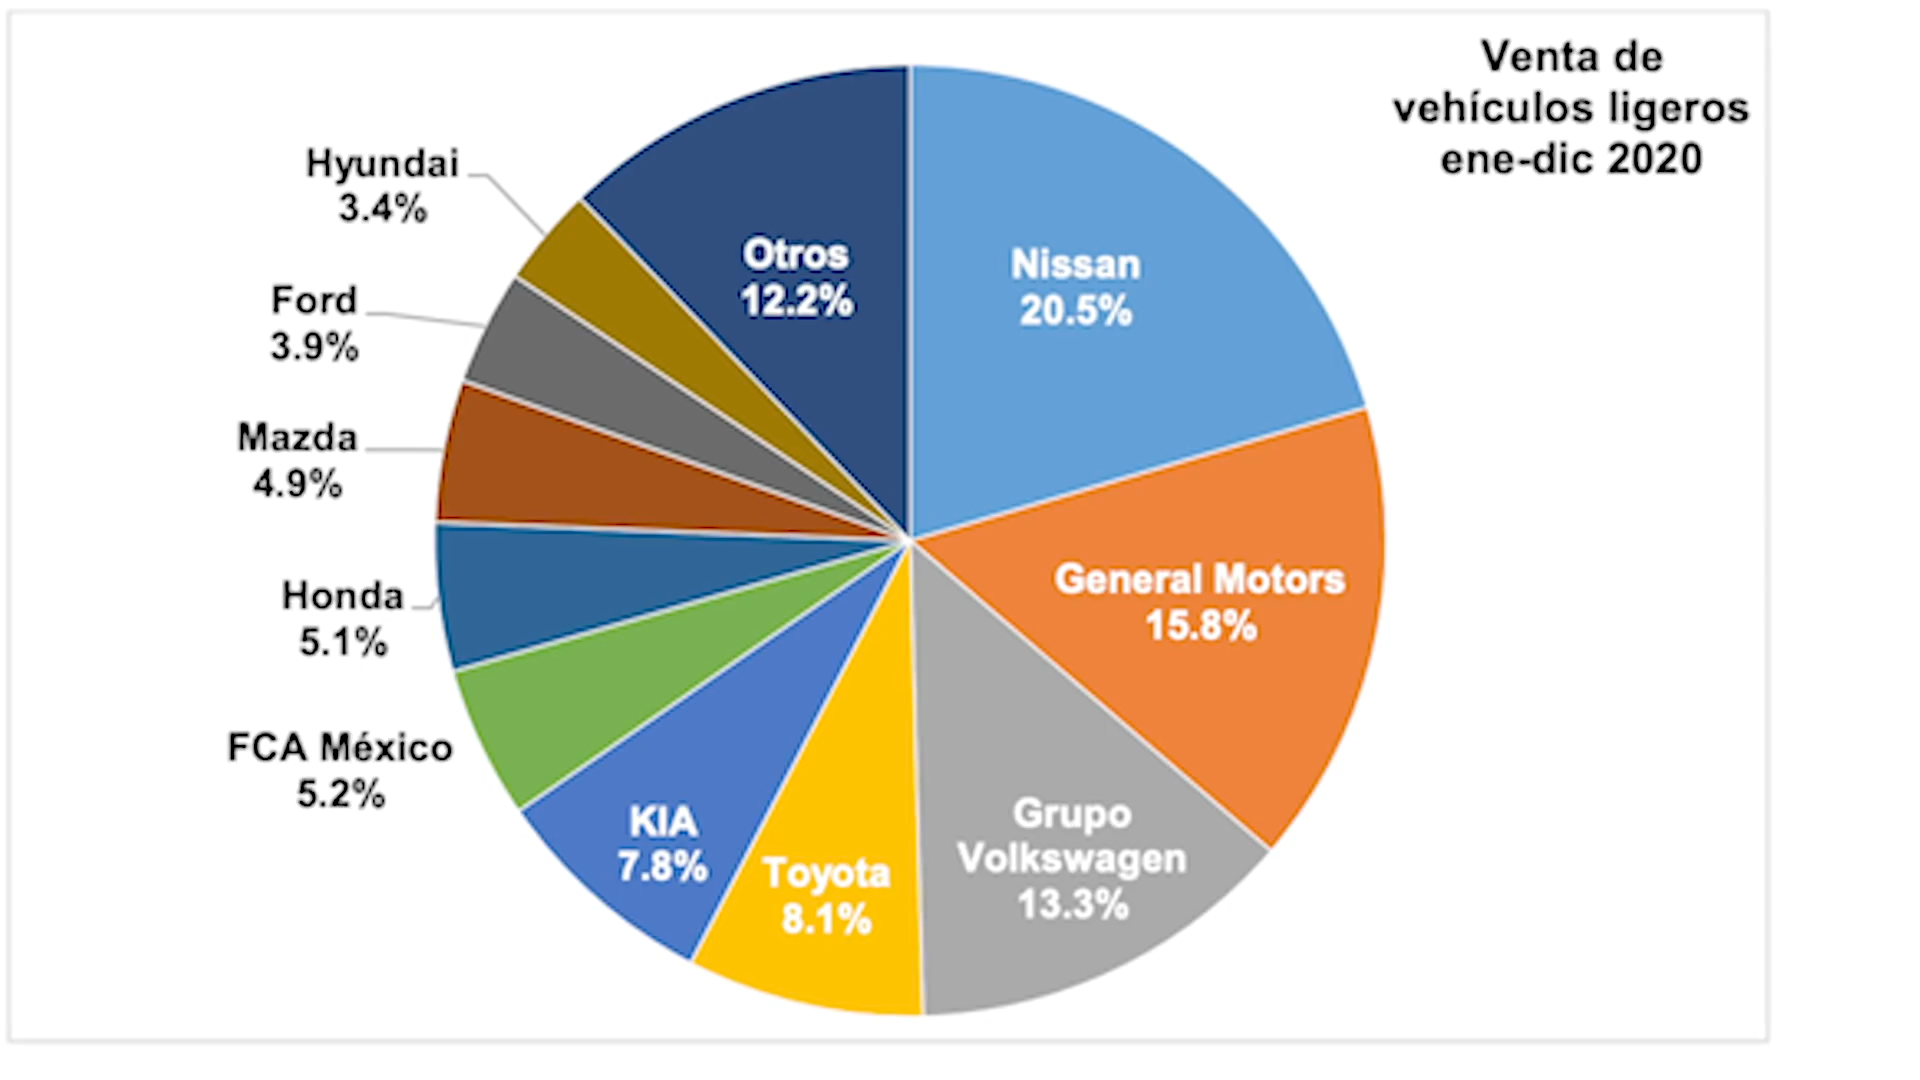 Venta de
vehículos ligeros
ene-dic 2020
Nissan
20.5%
General Motors
15.8%
Grupo
Volkswagen
13.3%
Toyota
8.1%
KIA
7.8%
FCA México
5.2%
Honda
5.1%
Mazda
4.9%
Ford
3.9%
Hyundai
3.4%
Otros
12.2%